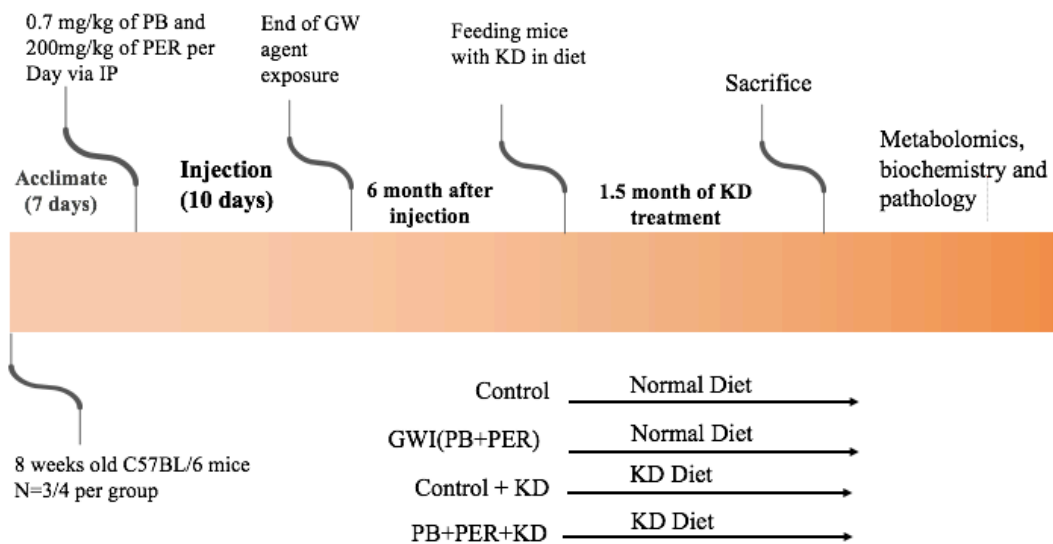 0.7 mg/kg of PB and
200mg/kg of PER per
Day via IP
End of GW
agent
exposure
Feeding mice
with KD in diet
Sacrifice
Metabolomics,
biochemistry and
pathology
Acclimate
(7 days)
Injection
(10 days)
6 month after
injection
1.5 month of KD
treatment
8 weeks old C57BL/6 mice
N=3/4 per group
Control
Normal Diet
GWI(PB+PER)
Normal Diet
Control + KD
KD Diet
PB+PER+KD
KD Diet